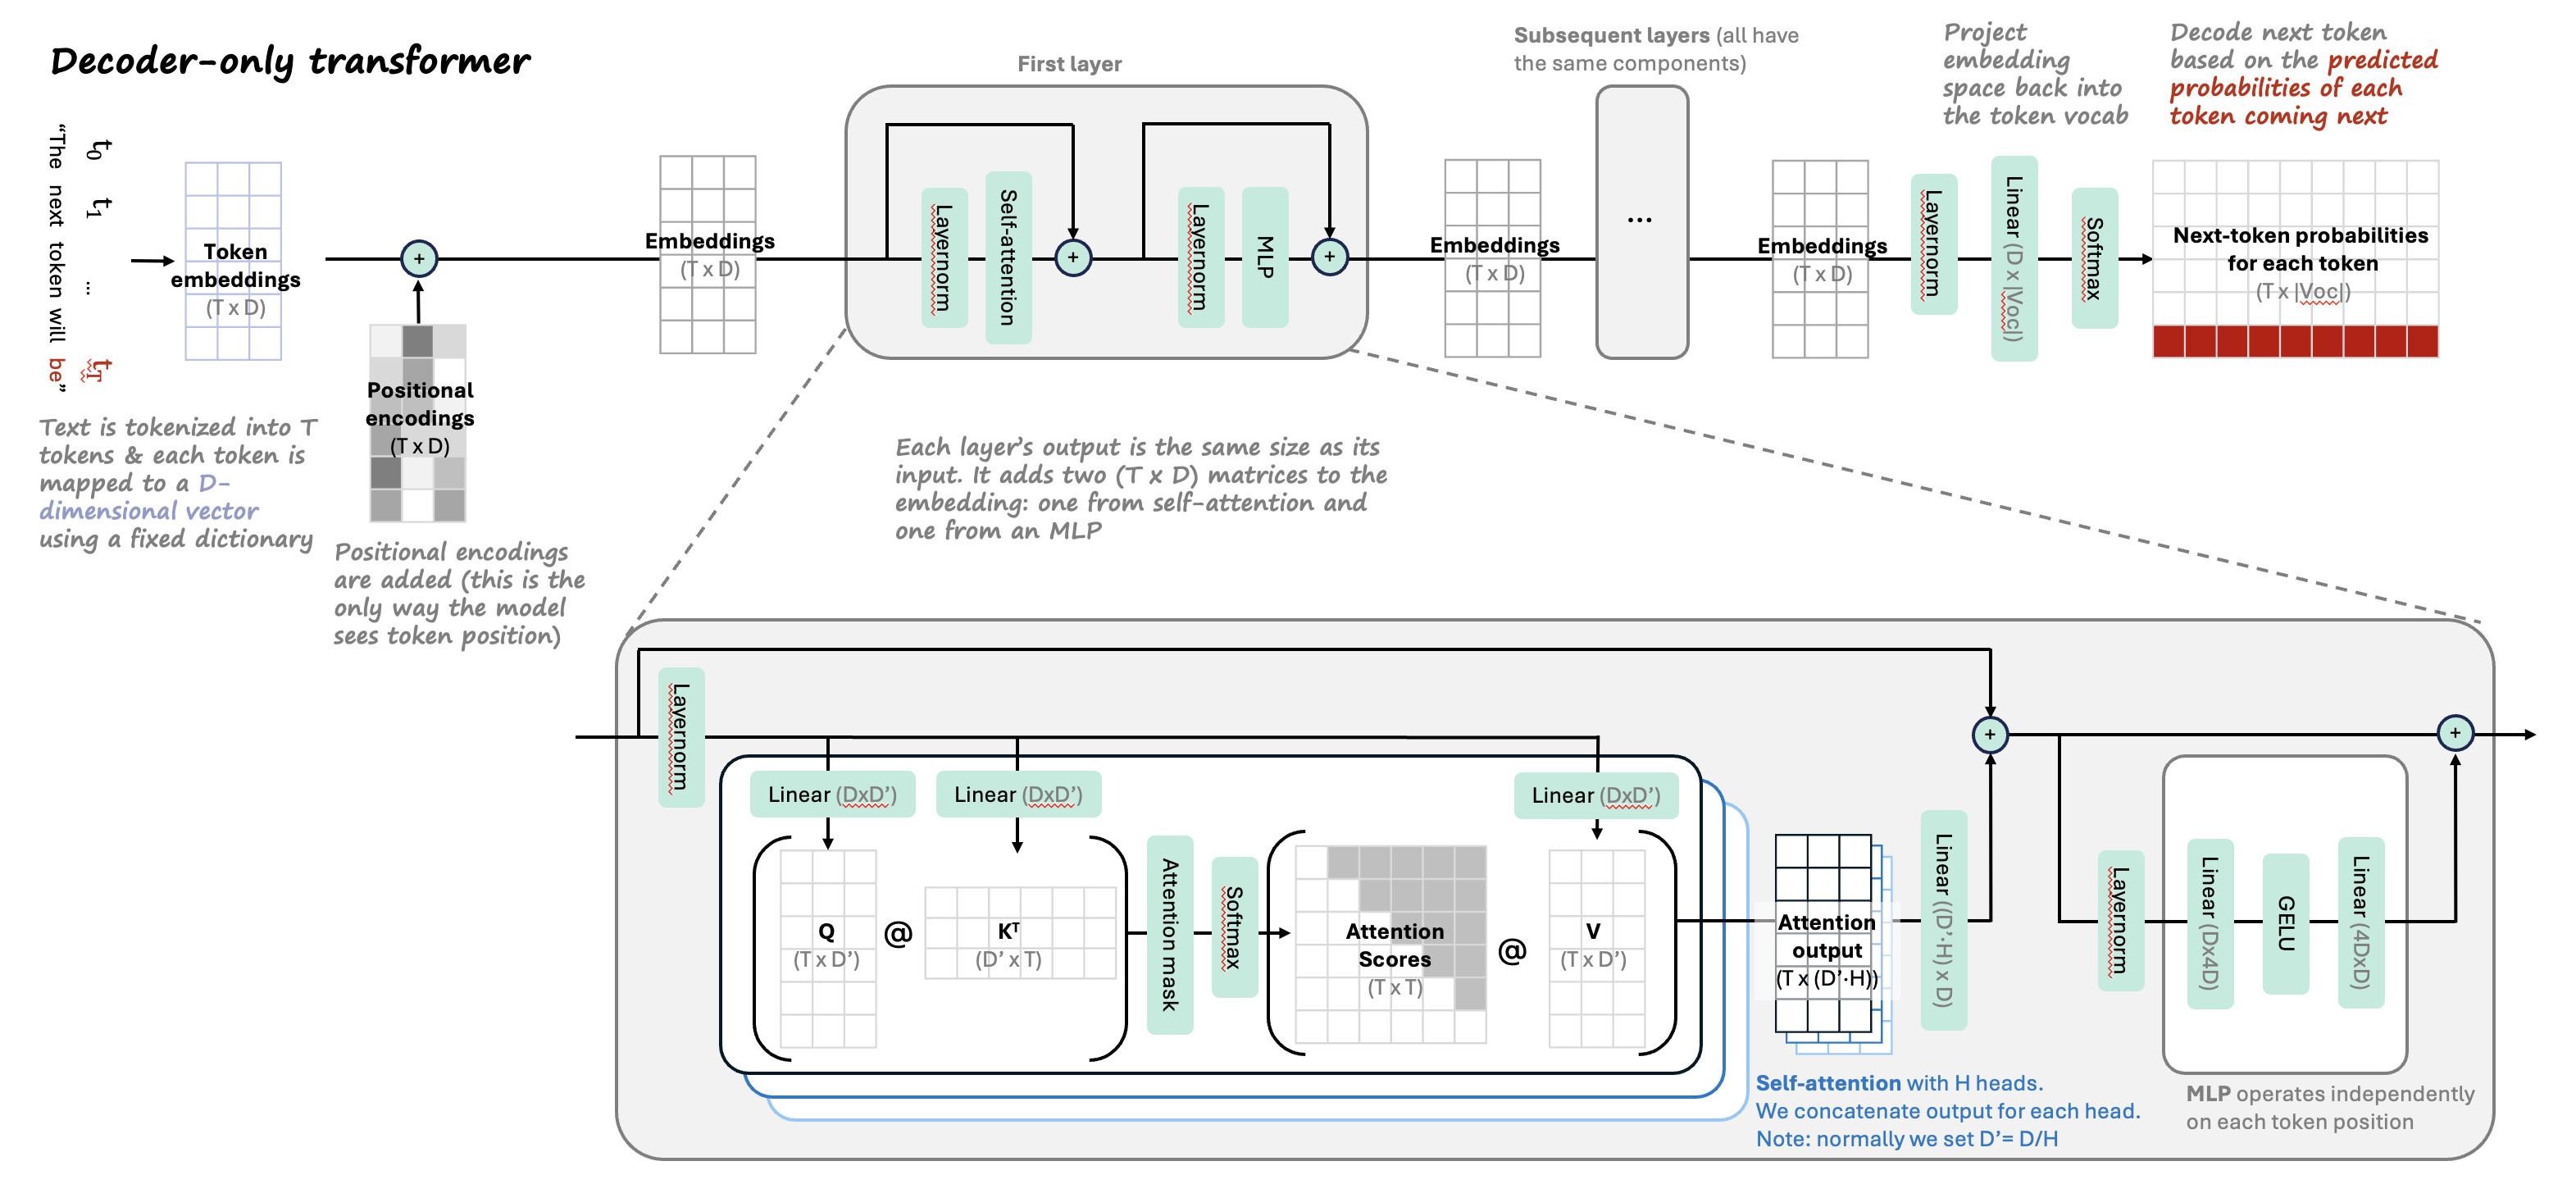 Decoder-only transformer
“The next token will be”
t0 t1 ... tT
Text is tokenized into T
tokens & each token is
mapped to a D-
dimensional vector
using a fixed dictionary
Token
embeddings
(T x D)
+
Positional
encodings
(T x D)
Positional encodings
are added (this is the
only way the model
sees token position)
Embeddings
(T x D)
First layer
Layernorm
Self-attention
+
Layernorm
MLP
+
Each layer’s output is the same size as its
input. It adds two (T x D) matrices to the
embedding: one from self-attention and
one from an MLP
Embeddings
(T x D)
Subsequent layers (all have
the same components)
...
Embeddings
(T x D)
Project
embedding
space back into
the token vocab
Layernorm
Linear (D x |Voc|)
Softmax
Decode next token
based on the predicted
probabilities of each
token coming next
Next-token probabilities
for each token
(T x |Voc|)
Layernorm
Linear (DxD’)
Linear (DxD’)
Linear (DxD’)
Q
(T x D’)
@
Kᵀ
(D’ x T)
Attention mask
Softmax
Attention
Scores
(T x T)
@
V
(T x D’)
Attention
output
(T x (D’·H))
Linear ((D’·H) x D)
+
Self-attention with H heads.
We concatenate output for each head.
Note: normally we set D’= D/H
Layernorm
Linear (Dx4D)
GELU
Linear (4DxD)
+
MLP operates independently
on each token position